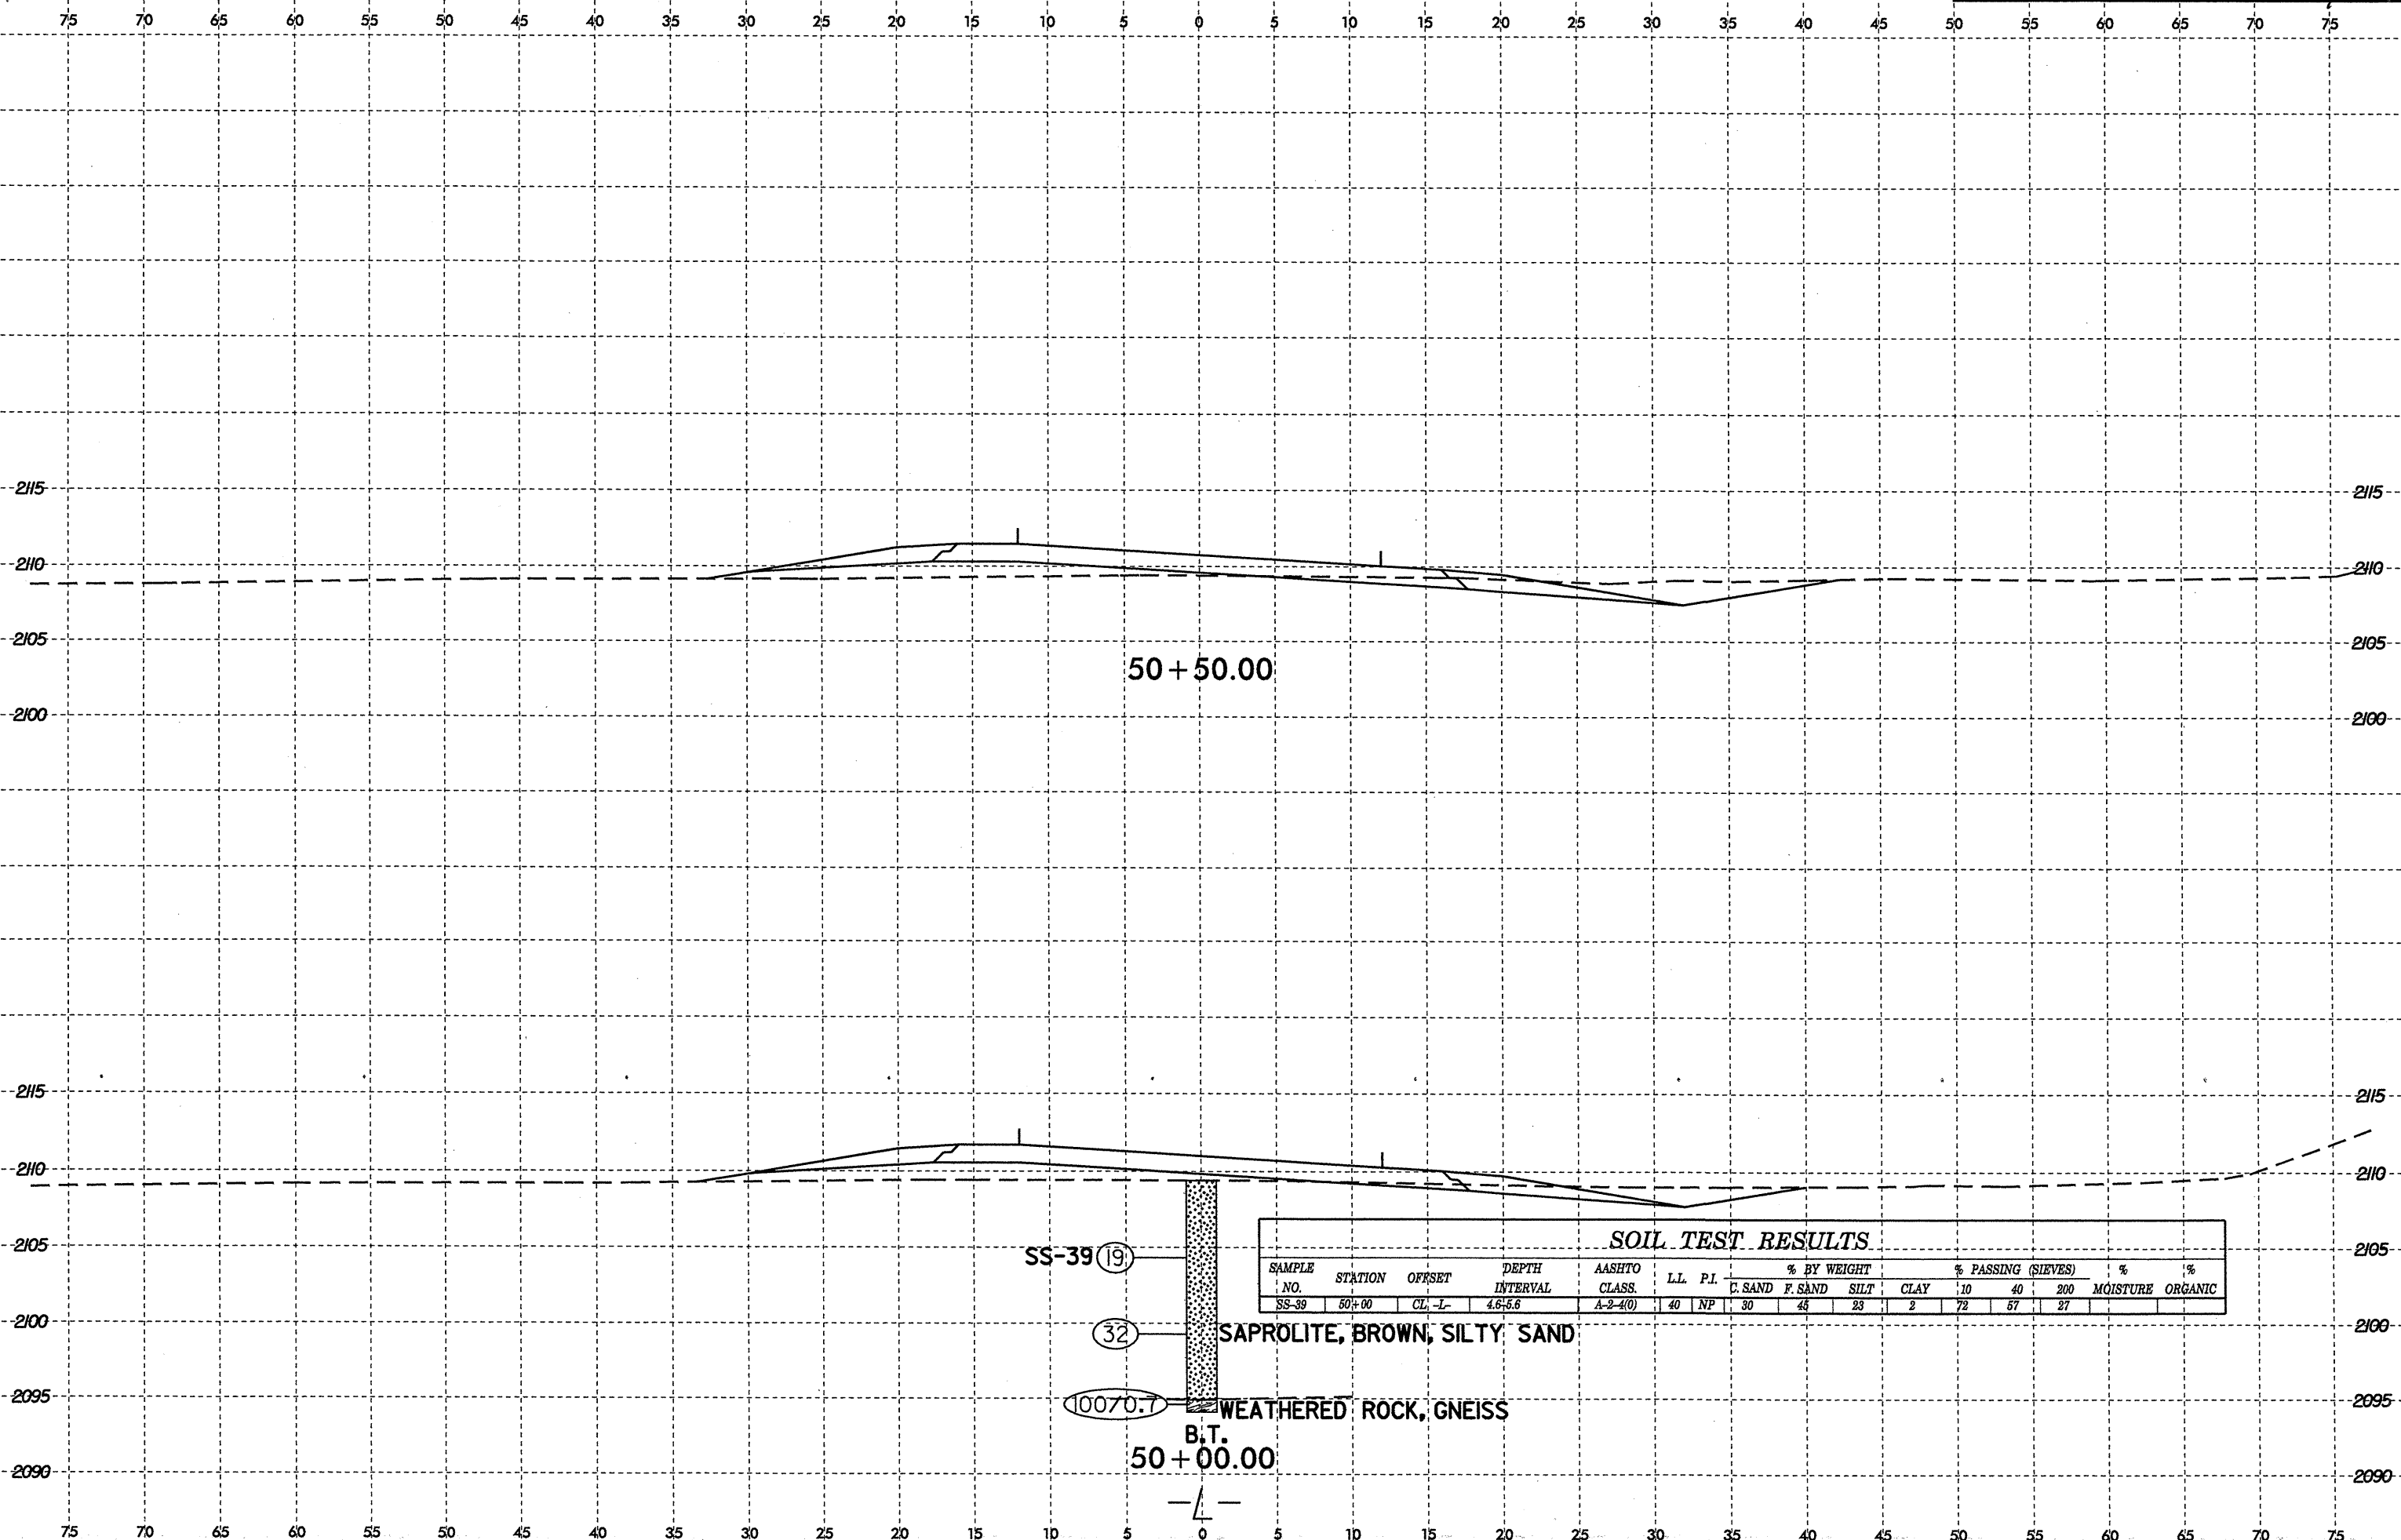 75 70 65 60 55 50 45 40 35 30 25 20 15 10 5 0 5 10 15 20 25 30 35 40 45 50 55 60 65 70 75
2115 2115
2110 2110
2105 2105
50+50.00
2100 2100
2115 2115
2110 2110
SOIL TEST RESULTS
2105 SS-39 19 2105
SAMPLE NO. STATION OFFSET DEPTH INTERVAL AASHTO CLASS. L.L. P.I. % BY WEIGHT C. SAND F. SAND SILT CLAY % PASSING (SIEVES) 10 40 200 % MOISTURE % ORGANIC
SS-39 50+00 CL -L- 4.6-5.6 A-2-4(0) 40 NP 30 45 23 2 72 57 27
2100 2100
32 SAPROLITE, BROWN, SILTY SAND
2095 2095
100/0.7 WEATHERED ROCK, GNEISS
B.T.
50+00.00
2090 2090
-L-
75 70 65 60 55 50 45 40 35 30 25 20 15 10 5 0 5 10 15 20 25 30 35 40 45 50 55 60 65 70 75